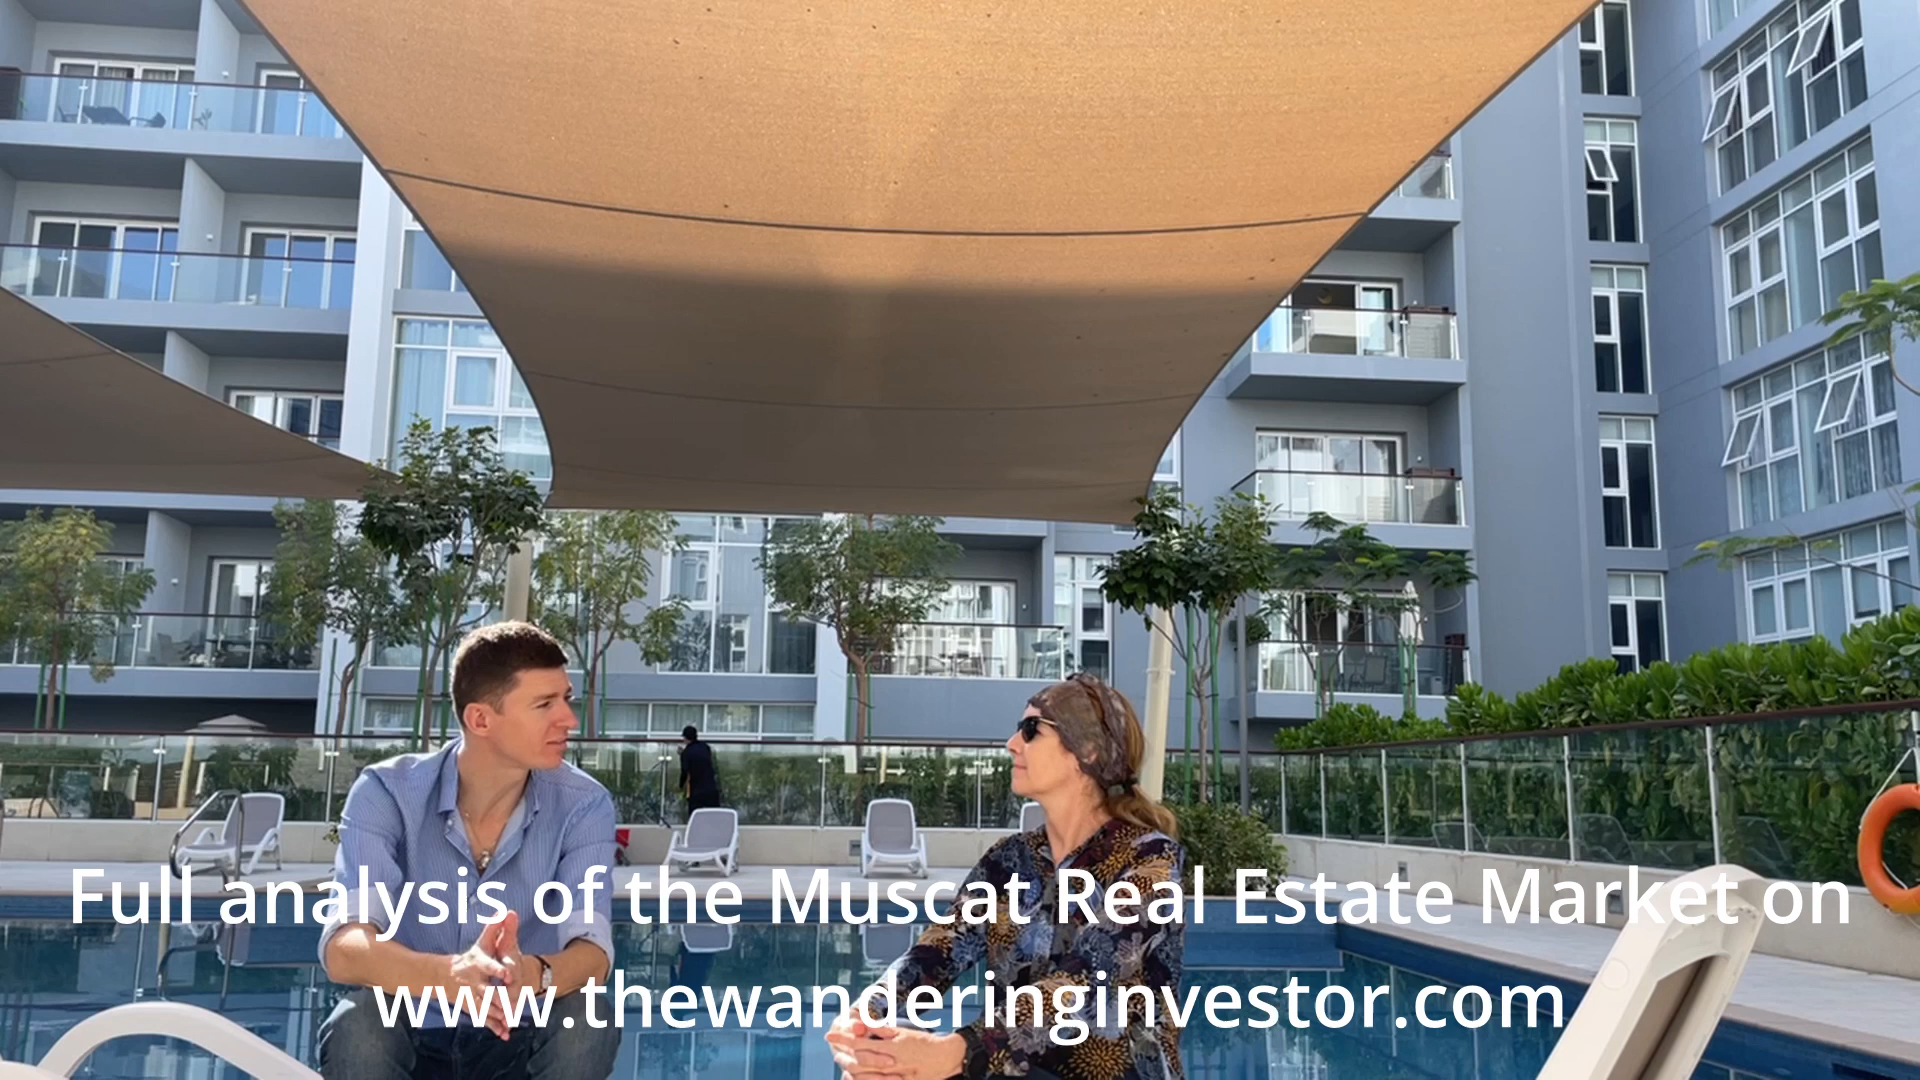 Full analysis of the Muscat Real Estate Market on
www.thewanderinginvestor.com